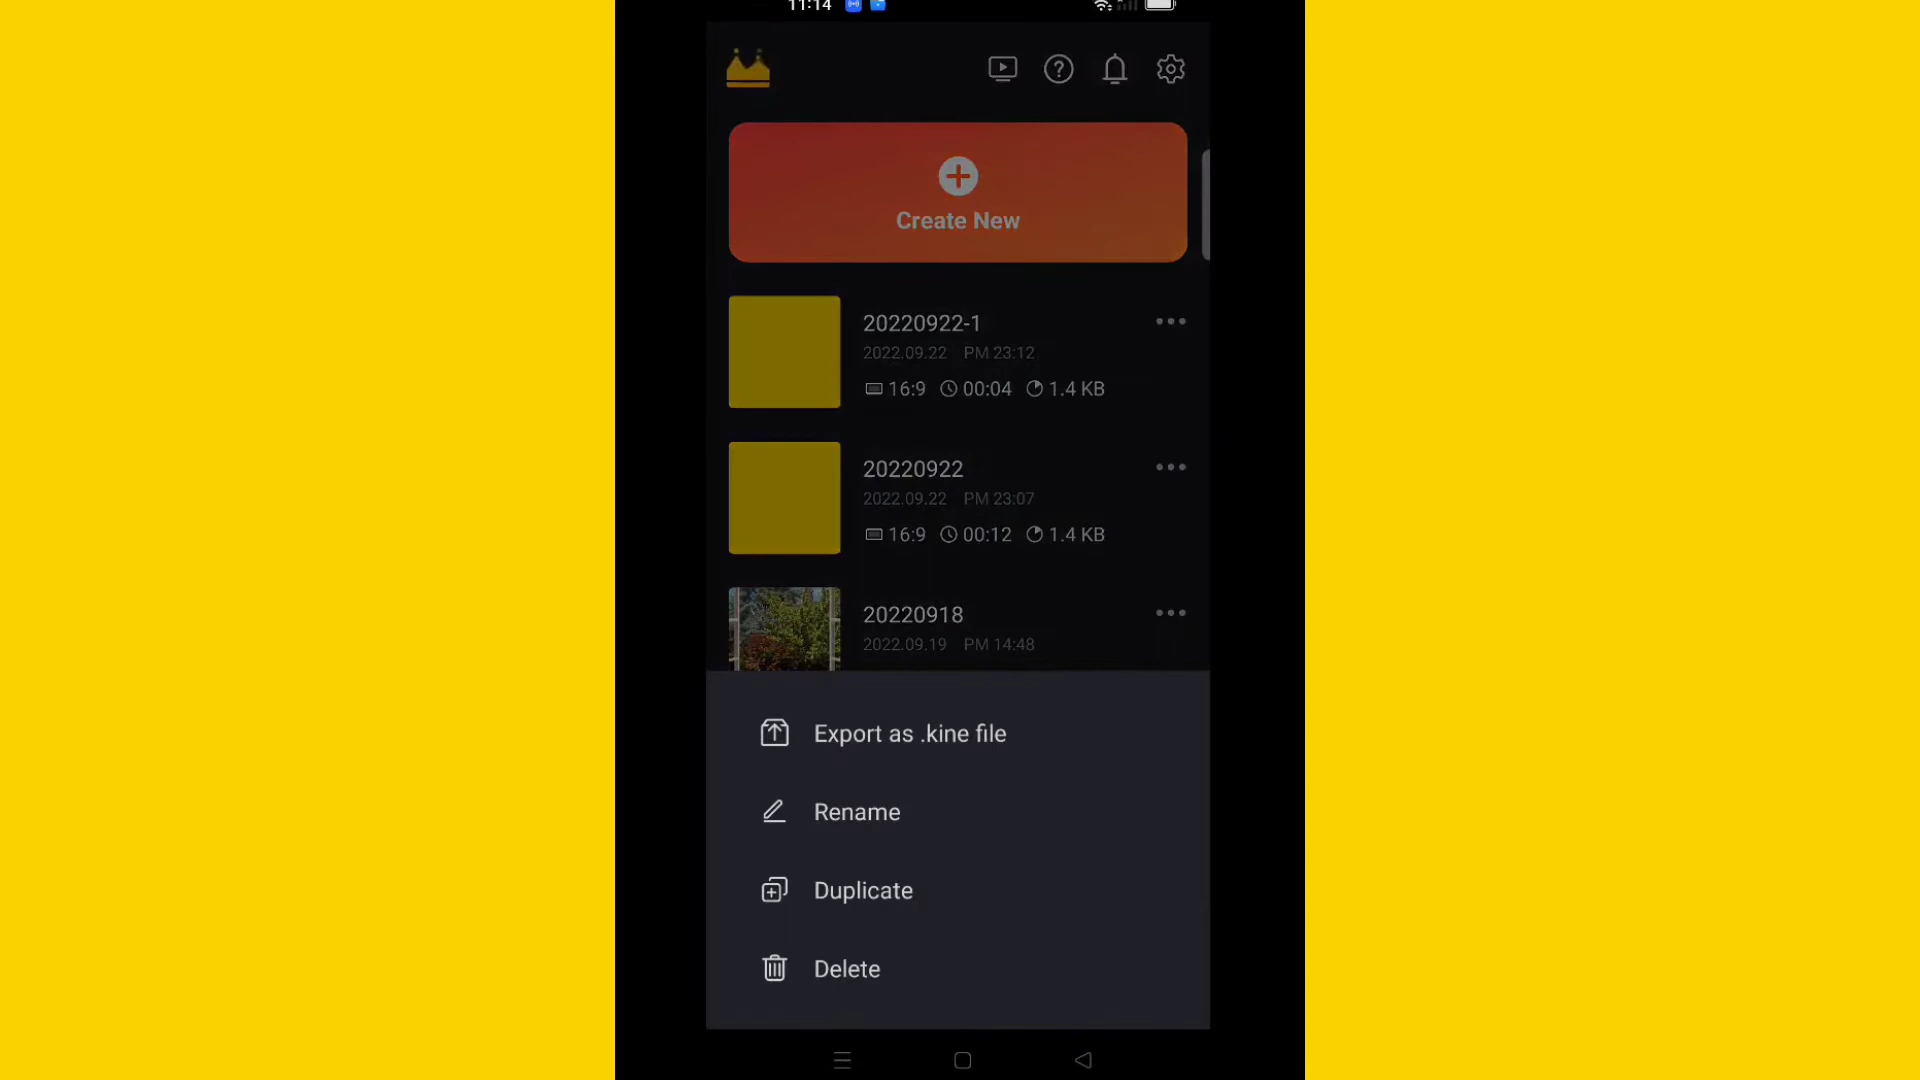 11:14
Create New
20220922-1
2022.09.22 PM 23:12
16:9 00:04 1.4 KB
20220922
2022.09.22 PM 23:07
16:9 00:12 1.4 KB
20220918
2022.09.19 PM 14:48
Export as .kine file
Rename
Duplicate
Delete